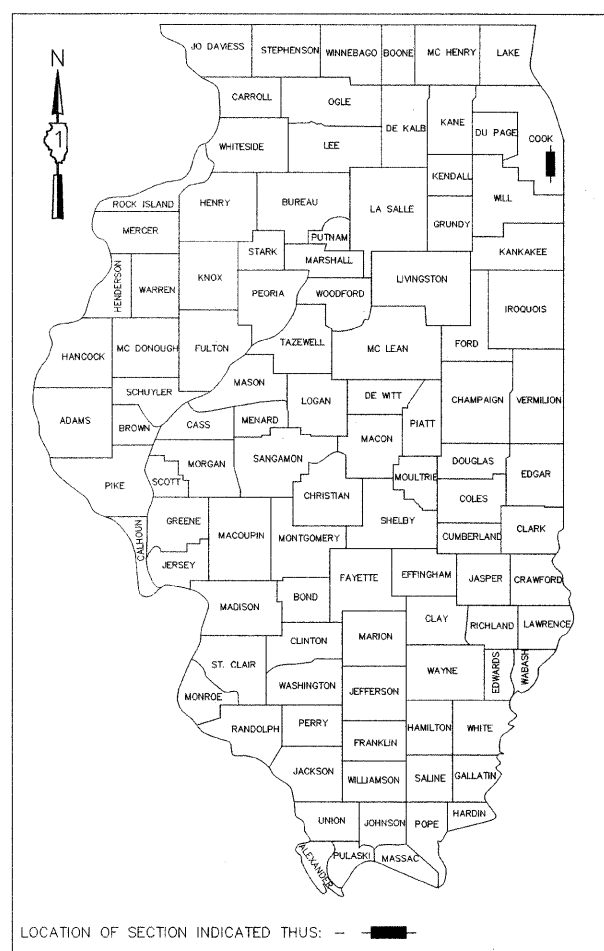 JO DAVIESS STEPHENSON WINNEBAGO BOONE MC HENRY LAKE
N
CARROLL OGLE
DE KALB KANE DU PAGE COOK
1
WHITESIDE LEE
KENDALL
ROCK ISLAND HENRY BUREAU LA SALLE GRUNDY WILL
MERCER PUTNAM
STARK MARSHALL KANKAKEE
HENDERSON WARREN KNOX PEORIA WOODFORD LIVINGSTON IROQUOIS
TAZEWELL FORD
HANCOCK MC DONOUGH FULTON MC LEAN
SCHUYLER MASON
ADAMS BROWN CASS MENARD LOGAN DE WITT PIATT CHAMPAIGN VERMILION
MACON
PIKE SCOTT MORGAN SANGAMON MOULTRIE DOUGLAS EDGAR
CHRISTIAN COLES
CALHOUN GREENE MACOUPIN MONTGOMERY SHELBY CUMBERLAND CLARK
JERSEY
FAYETTE EFFINGHAM JASPER CRAWFORD
MADISON BOND
CLINTON MARION CLAY RICHLAND LAWRENCE
ST. CLAIR WAYNE EDWARDS WABASH
WASHINGTON JEFFERSON
MONROE
RANDOLPH PERRY HAMILTON WHITE
FRANKLIN
JACKSON WILLIAMSON SALINE GALLATIN
UNION JOHNSON POPE HARDIN
ALEXANDER PULASKI MASSAC
LOCATION OF SECTION INDICATED THUS: - -